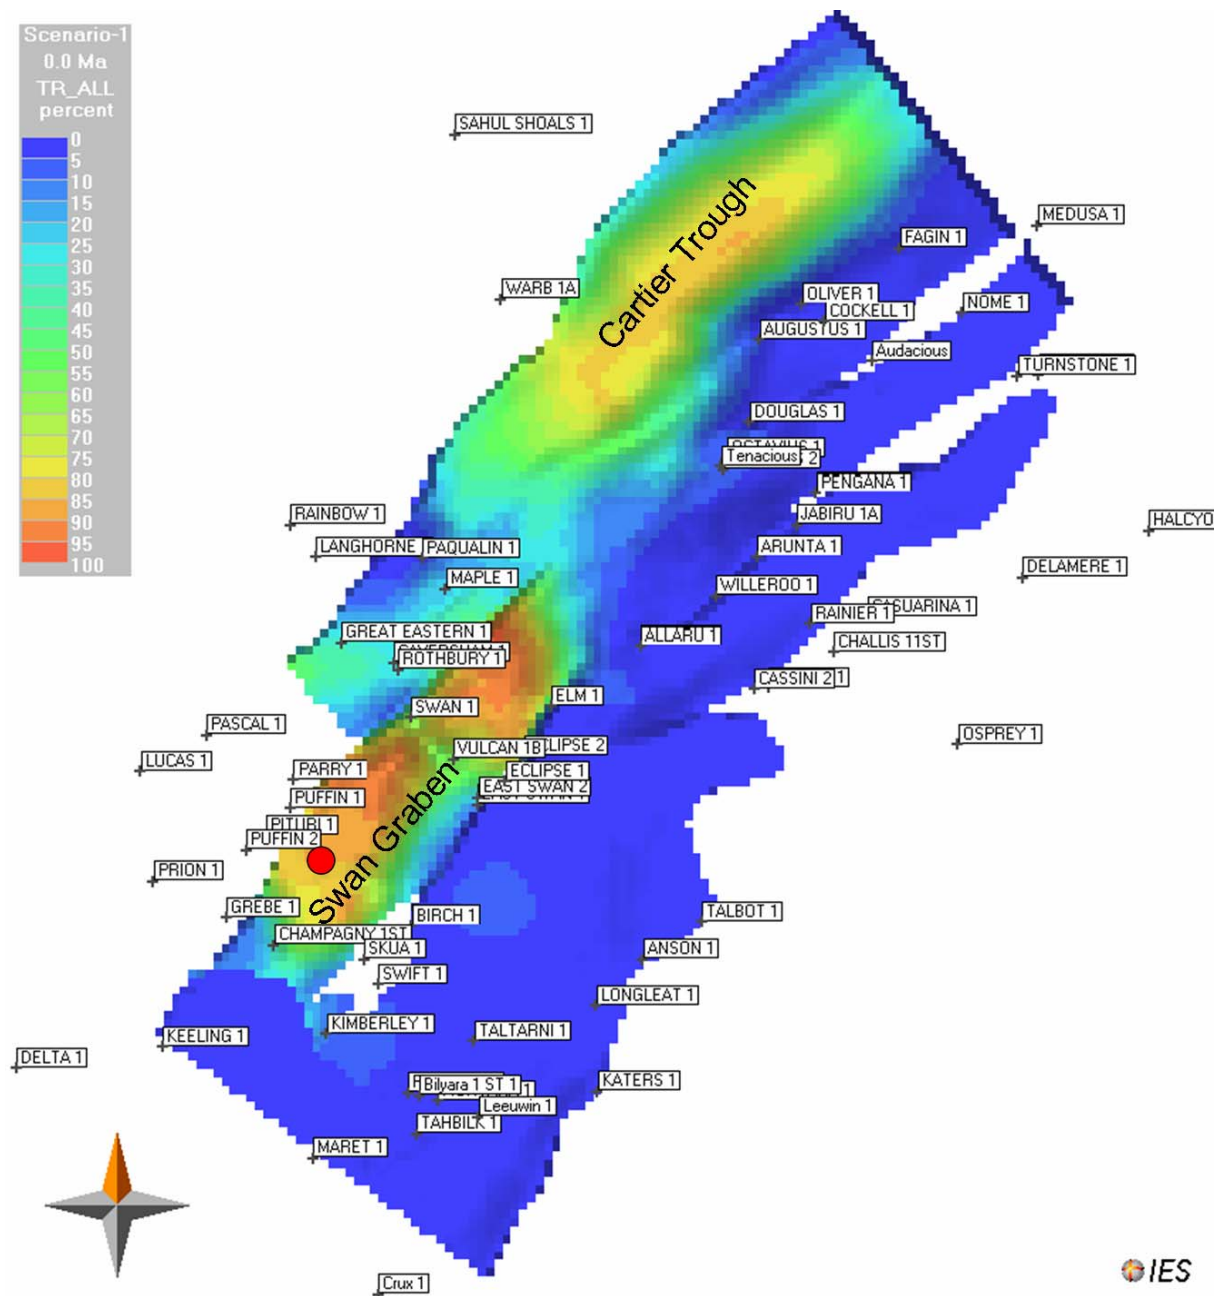 Scenario-1
0.0 Ma
TR_ALL
percent
0
5
10
15
20
25
30
35
40
45
50
55
60
65
70
75
80
85
90
95
100
SAHUL SHOALS 1
MEDUSA 1
FAGIN 1
WARB 1A
OLIVER 1
NOME 1
COCKELL 1
AUGUSTUS 1
Audacious
TURNSTONE 1
Cartier Trough
DOUGLAS 1
Tenacious
2
PENGANA 1
RAINBOW 1
JABIRU 1A
HALCYO
LANGHORNE
PAQUALIN 1
ARUNTA 1
MAPLE 1
DELAMERE 1
WILLEROO 1
RAINIER 1
GREAT EASTERN 1
ALLARU 1
CHALLIS 11ST
ROTHBURY 1
CASSINI 2
1
ELM 1
SWAN 1
PASCAL 1
OSPREY 1
VULCAN 1B
LUCAS 1
PARRY 1
ECLIPSE 1
EAST SWAN 2
PUFFIN 1
PITURI 1
PUFFIN 2
Swan Graben
PRION 1
GREBE 1
BIRCH 1
TALBOT 1
CHAMPAGNY 1ST
SKUA 1
ANSON 1
SWIFT 1
LONGLEAT 1
KEELING 1
KIMBERLEY 1
TALTARNI 1
DELTA 1
KATERS 1
Bilyara 1 ST 1
1
Leeuwin 1
TAHBILK 1
MARET 1
Crux 1
IES